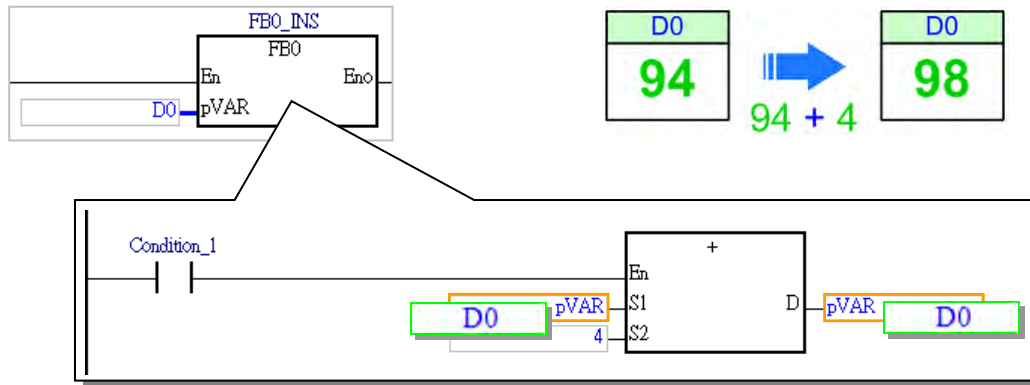 FB0_INS
FB0
En Eno
D0 pVAR
D0 D0
94 98
94 + 4
Condition_1
+
En
D0 pVAR S1 D pVAR D0
4 S2